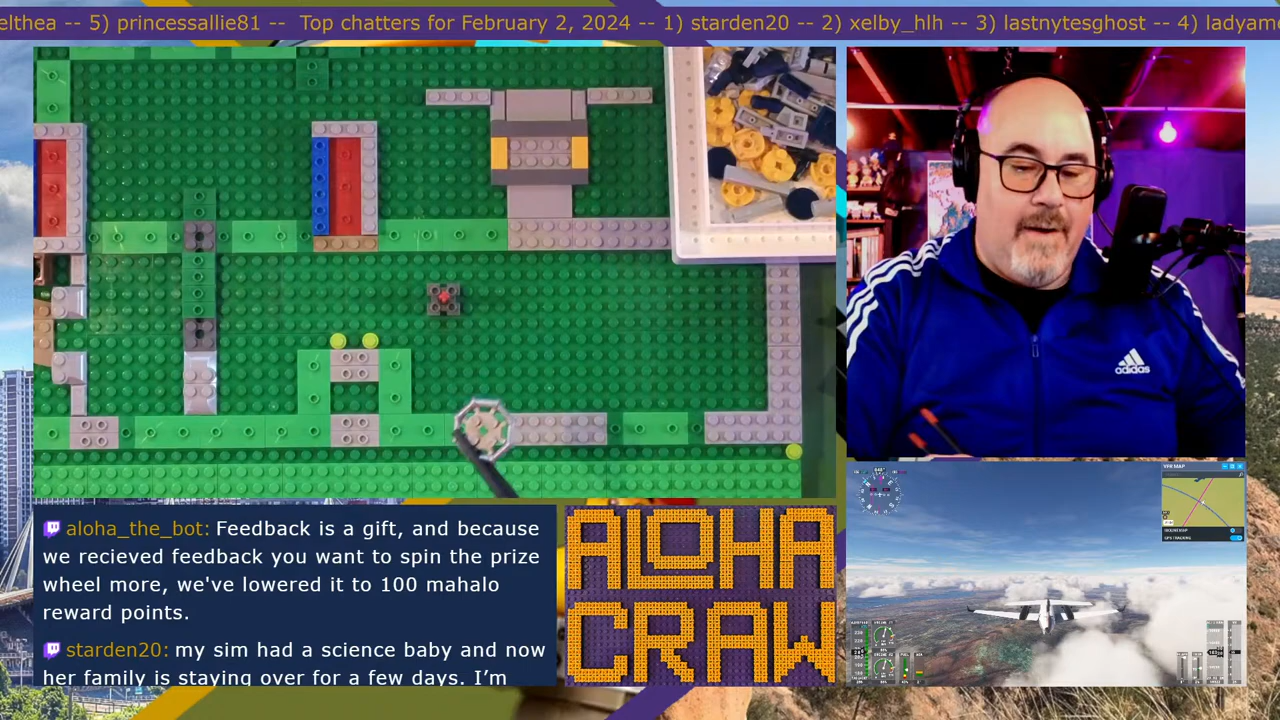 elthea -- 5) princessallie81 -- Top chatters for February 2, 2024 -- 1) starden20 -- 2) xelby_hlh -- 3) lastnytesghost -- 4) ladyam
adidas
VFR MAP
aloha_the_bot: Feedback is a gift, and because
we recieved feedback you want to spin the prize
wheel more, we've lowered it to 100 mahalo
reward points.
starden20: my sim had a science baby and now
her family is staying over for a few days. I'm
ALOHA
CRAW